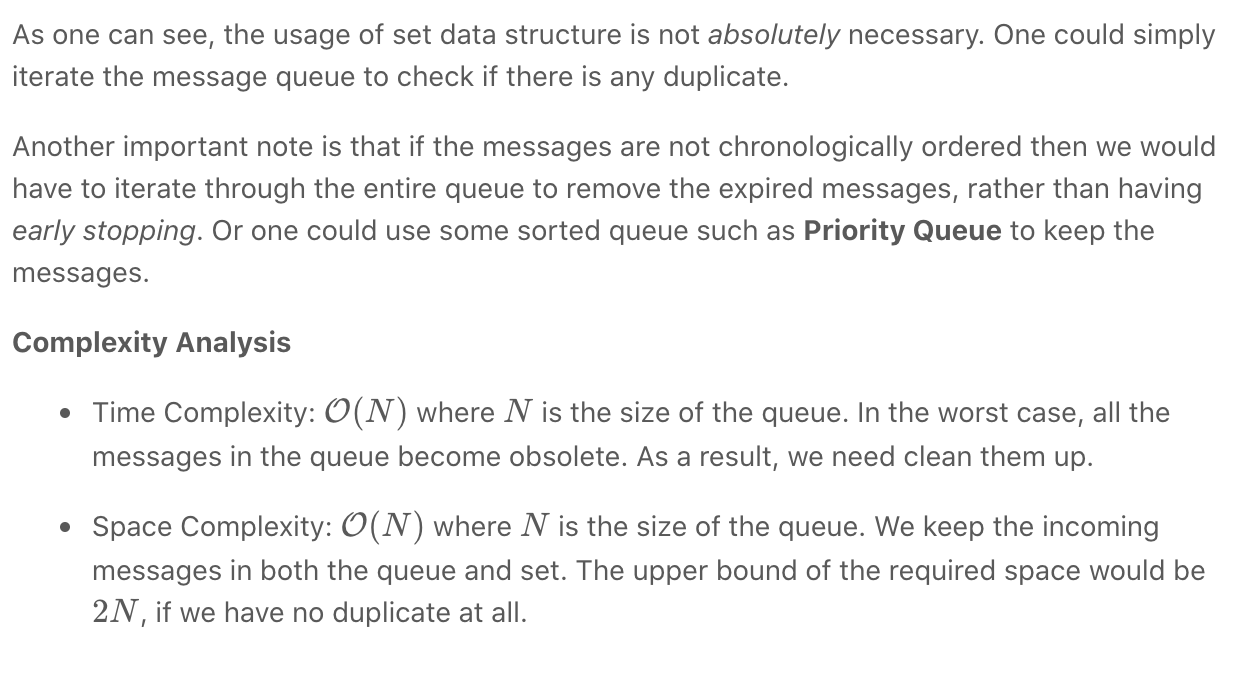 As one can see, the usage of set data structure is not absolutely necessary. One could simply
iterate the message queue to check if there is any duplicate.
Another important note is that if the messages are not chronologically ordered then we would
have to iterate through the entire queue to remove the expired messages, rather than having
early stopping. Or one could use some sorted queue such as Priority Queue to keep the
messages.
Complexity Analysis
• Time Complexity: 𝒪(N) where N is the size of the queue. In the worst case, all the
messages in the queue become obsolete. As a result, we need clean them up.
• Space Complexity: 𝒪(N) where N is the size of the queue. We keep the incoming
messages in both the queue and set. The upper bound of the required space would be
2N, if we have no duplicate at all.